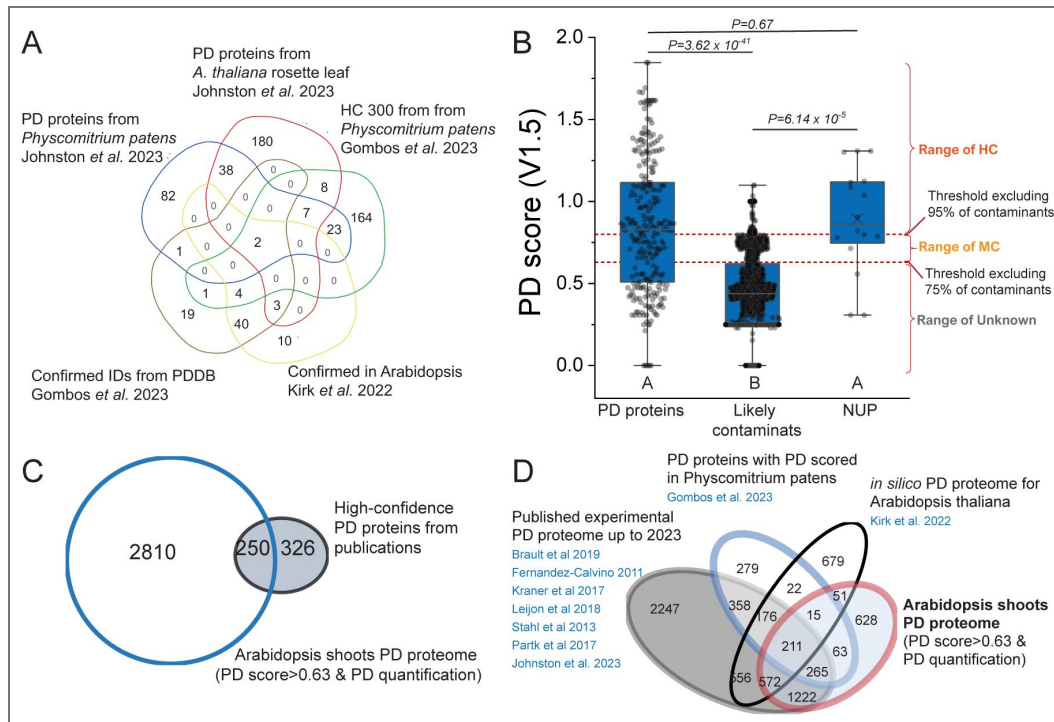 A
PD proteins from
A. thaliana rosette leaf
Johnston et al. 2023
HC 300 from from
Physcomitrium patens
Gombos et al. 2023
PD proteins from
Physcomitrium patens
Johnston et al. 2023
180
38
0
8
82
0
0
0
164
0
0
7
0
0
23
1
0
2
0
0
0
0
0
0
1
4
0
0
3
0
19
40
10
Confirmed IDs from PDDB
Gombos et al. 2023
Confirmed in Arabidopsis
Kirk et al. 2022
B
P=0.67
P=3.62 x 10-41
P=6.14 x 10-5
PD score (V1.5)
2.0
1.5
1.0
0.5
0.0
Range of HC
Threshold excluding
95% of contaminants
Range of MC
Threshold excluding
75% of contaminants
Range of Unknown
A
B
A
PD proteins
Likely
contaminats
NUP
C
2810
250
326
High-confidence
PD proteins from
publications
Arabidopsis shoots PD proteome
(PD score>0.63 & PD quantification)
D
PD proteins with PD scored
in Physcomitrium patens
Gombos et al. 2023
in silico PD proteome for
Arabidopsis thaliana
Kirk et al. 2022
Published experimental
PD proteome up to 2023
Brault et al 2019
Fernandez-Calvino 2011
Kraner et al 2017
Leijon et al 2018
Stahl et al 2013
Partk et al 2017
Johnston et al. 2023
279
679
22
51
2247
358
176
15
628
211
63
556
572
265
1222
Arabidopsis shoots
PD proteome
(PD score>0.63 &
PD quantification)